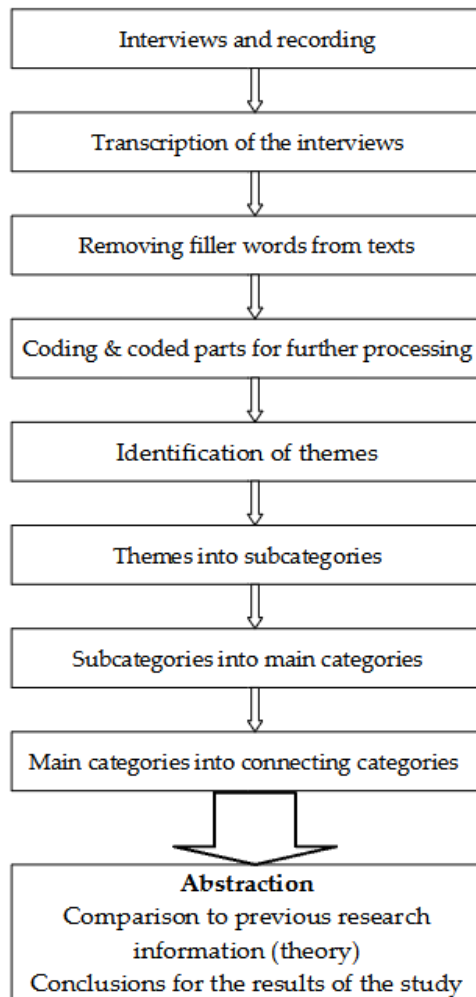 Interviews and recording
Transcription of the interviews
Removing filler words from texts
Coding & coded parts for further processing
Identification of themes
Themes into subcategories
Subcategories into main categories
Main categories into connecting categories
Abstraction
Comparison to previous research
information (theory)
Conclusions for the results of the study